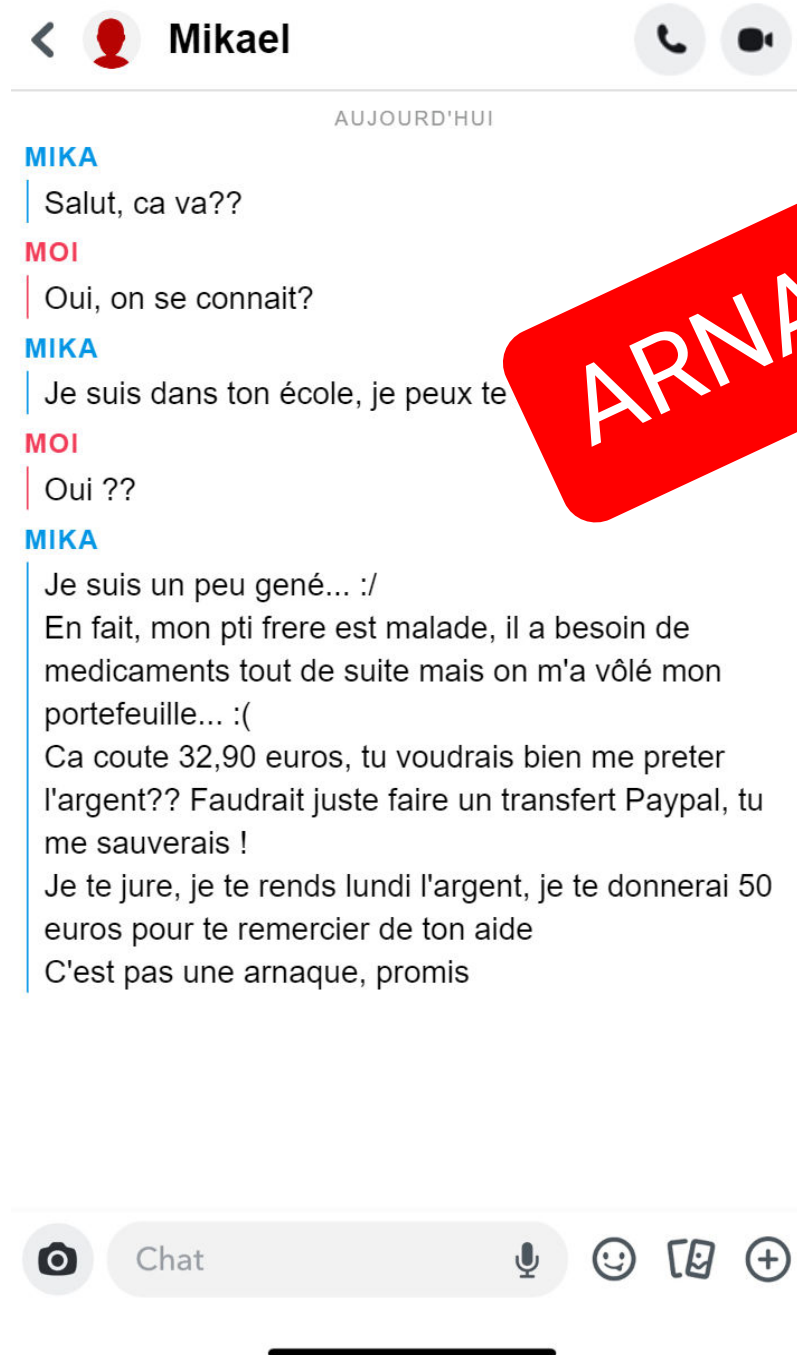 Mikael
AUJOURD'HUI
MIKA
Salut, ca va??
MOI
Oui, on se connait?
MIKA
Je suis dans ton école, je peux te
ARNA
MOI
Oui ??
MIKA
Je suis un peu gené... :/
En fait, mon pti frere est malade, il a besoin de
medicaments tout de suite mais on m'a vôlé mon
portefeuille... :(
Ca coute 32,90 euros, tu voudrais bien me preter
l'argent?? Faudrait juste faire un transfert Paypal, tu
me sauverais !
Je te jure, je te rends lundi l'argent, je te donnerai 50
euros pour te remercier de ton aide
C'est pas une arnaque, promis
Chat